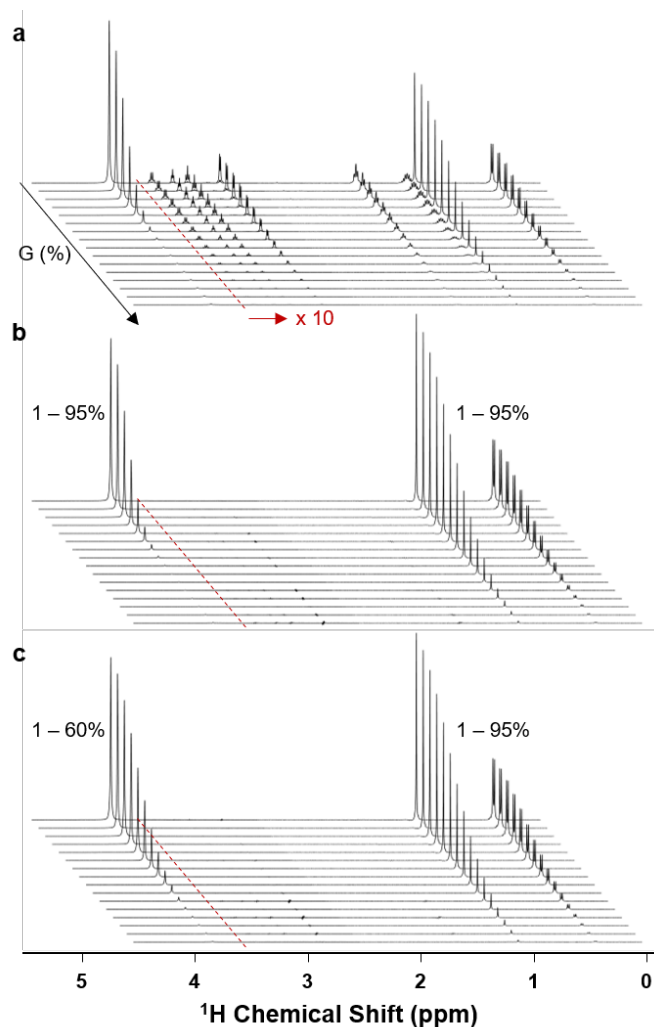 a
G (%)
x 10
b
1 – 95%
1 – 95%
c
1 – 60%
1 – 95%
5 4 3 2 1 0
¹H Chemical Shift (ppm)